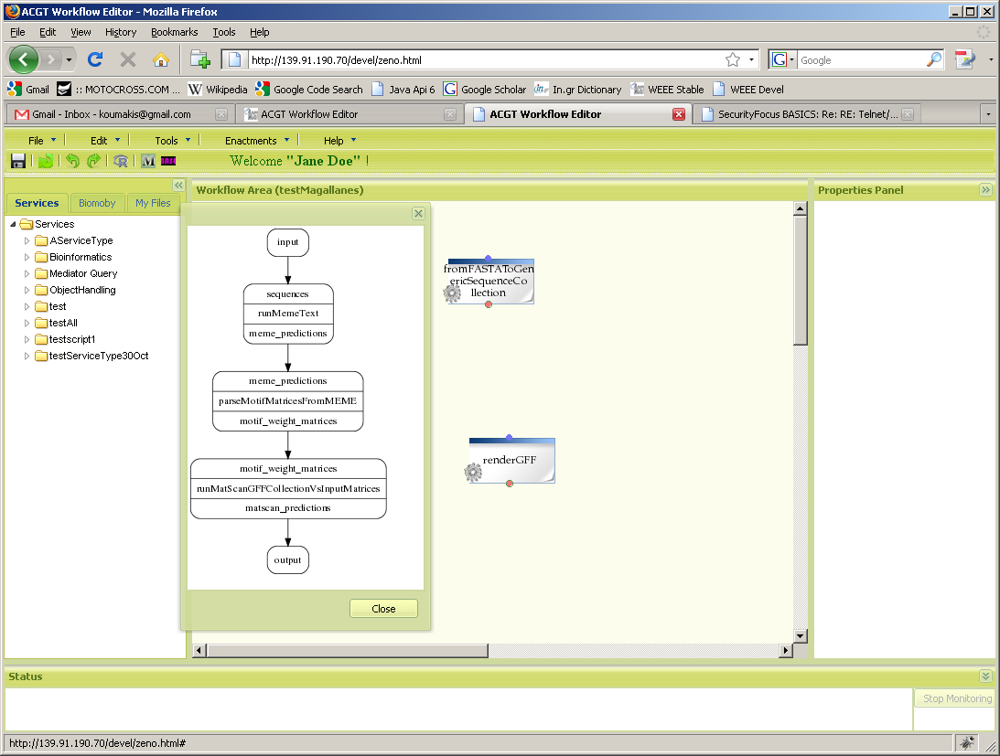 ACGT Workflow Editor - Mozilla Firefox
File Edit View History Bookmarks Tools Help
http://139.91.190.70/devel/zeno.html
G Google
Gmail :: MOTOCROSS.COM ... Wikipedia Google Code Search Java Api 6 Google Scholar In.gr Dictionary WEEE Stable WEEE Devel
Gmail - Inbox - koumakis@gmail.com ACGT Workflow Editor ACGT Workflow Editor SecurityFocus BASICS: Re: RE: Telnet/...
File Edit Tools Enactments Help
Welcome "Jane Doe" !
Services Biomoby My Files
Services
AServiceType
Bioinformatics
Mediator Query
ObjectHandling
test
testAll
testscript1
testServiceType30Oct
Workflow Area (testMagallanes)
input
sequences
runMemeText
meme_predictions
meme_predictions
parseMotifMatricesFromMEME
motif_weight_matrices
motif_weight_matrices
runMatScanGFFCollectionVsInputMatrices
matscan_predictions
output
Close
fromFASTAToGen
ericSequenceCo
llection
renderGFF
Properties Panel
Status
Stop Monitoring
http://139.91.190.70/devel/zeno.html#